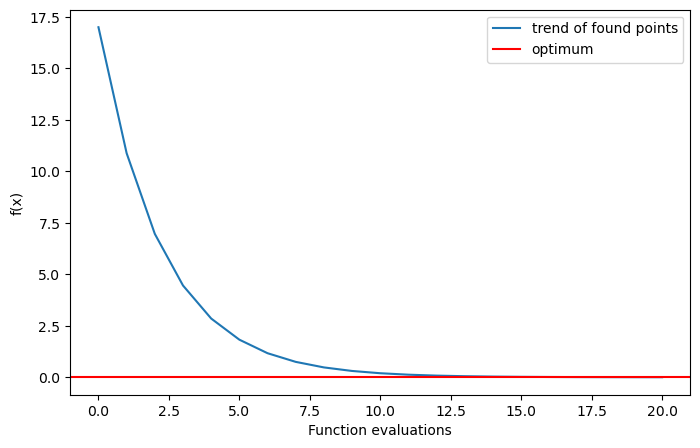 17.5
15.0
12.5
10.0
7.5
5.0
2.5
0.0
f(x)
trend of found points
optimum
0.0 2.5 5.0 7.5 10.0 12.5 15.0 17.5 20.0
Function evaluations